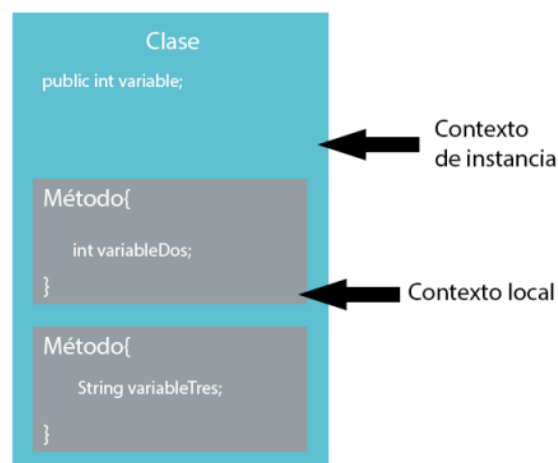 Clase
public int variable;
Contexto
de instancia
Método{
int variableDos;
}
Contexto local
Método{
String variableTres;
}